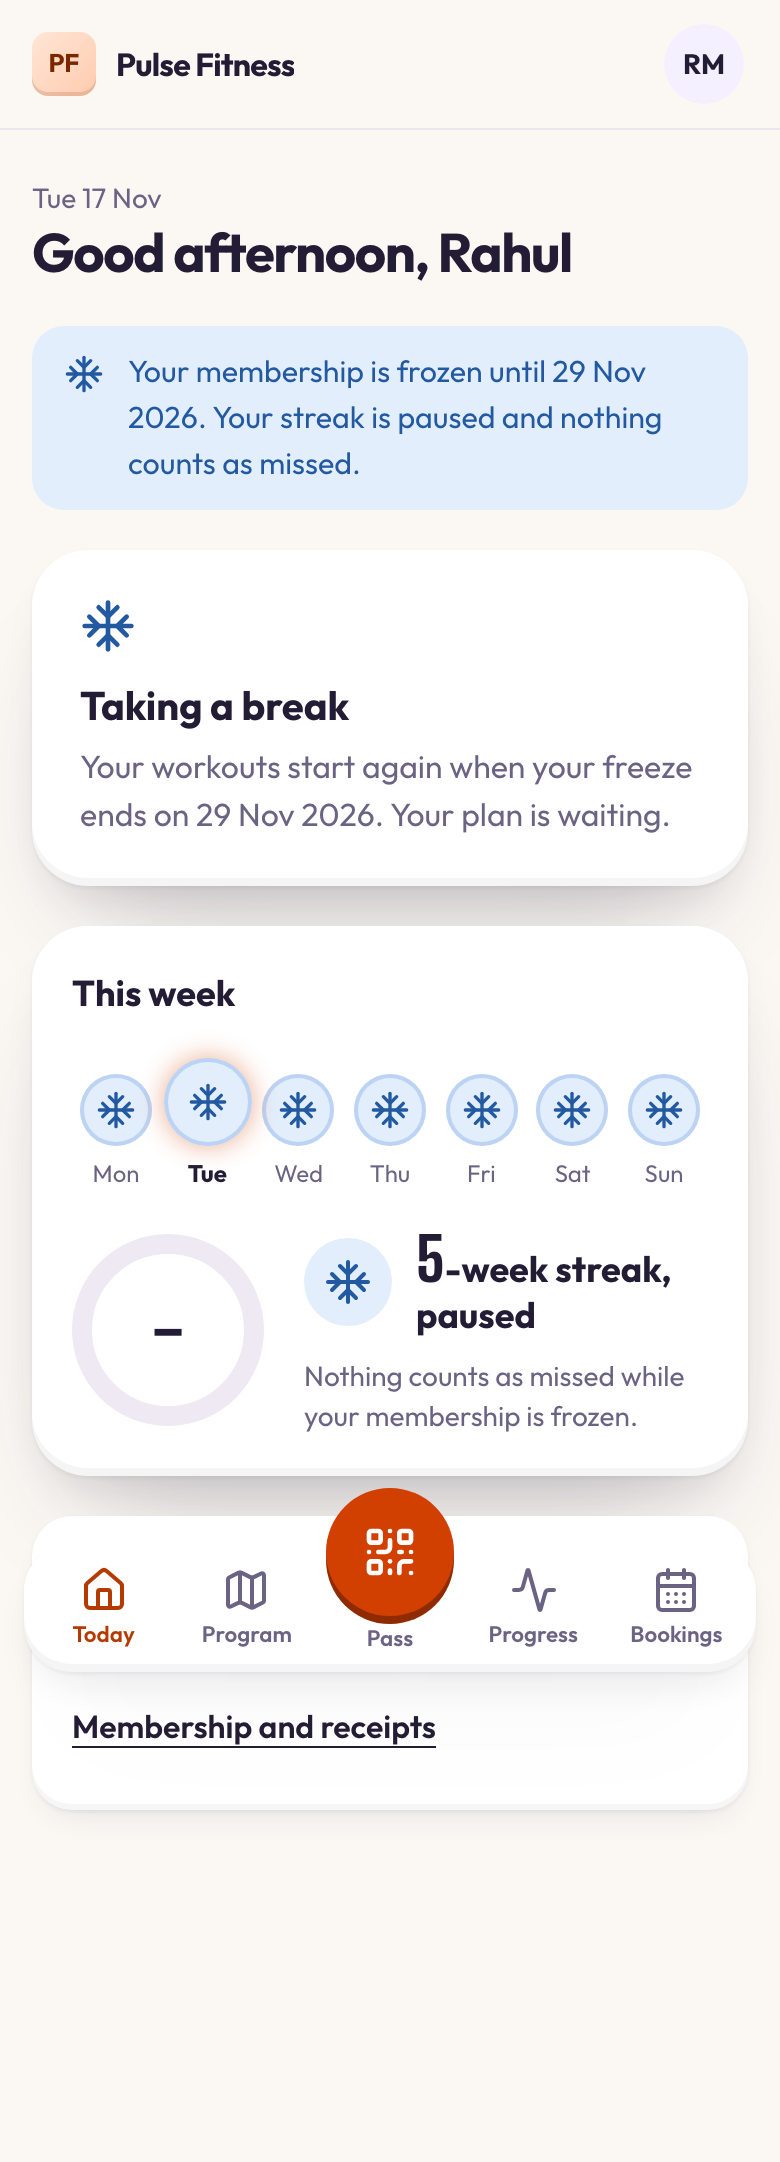 PF
Pulse Fitness
RM
Tue 17 Nov
Good afternoon, Rahul
Your membership is frozen until 29 Nov
2026. Your streak is paused and nothing
counts as missed.
Taking a break
Your workouts start again when your freeze
ends on 29 Nov 2026. Your plan is waiting.
This week
Mon Tue Wed Thu Fri Sat Sun
–
5-week streak,
paused
Nothing counts as missed while
your membership is frozen.
Today Program Pass Progress Bookings
Membership and receipts